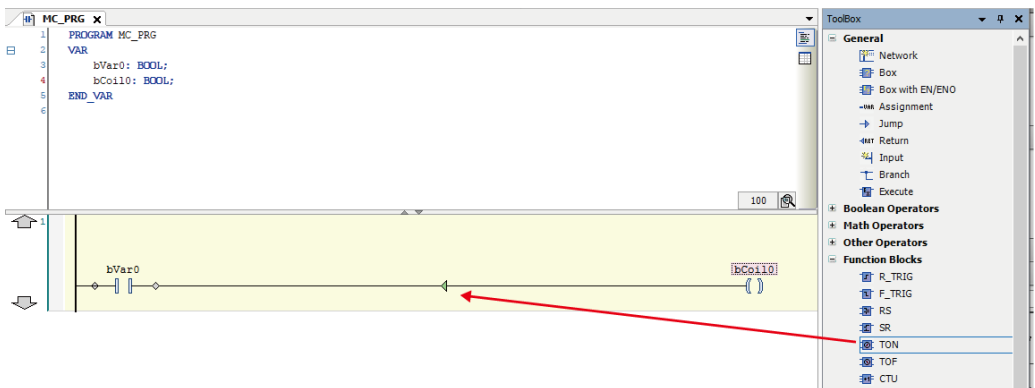 MC_PRG
1 PROGRAM MC_PRG
2 VAR
3 bVar0: BOOL;
4 bCoil0: BOOL;
5 END_VAR
6
100
1
bVar0
bCoil0
ToolBox
General
Network
Box
Box with EN/ENO
Assignment
Jump
Return
Input
Branch
Execute
Boolean Operators
Math Operators
Other Operators
Function Blocks
R_TRIG
F_TRIG
RS
SR
TON
TOF
CTU